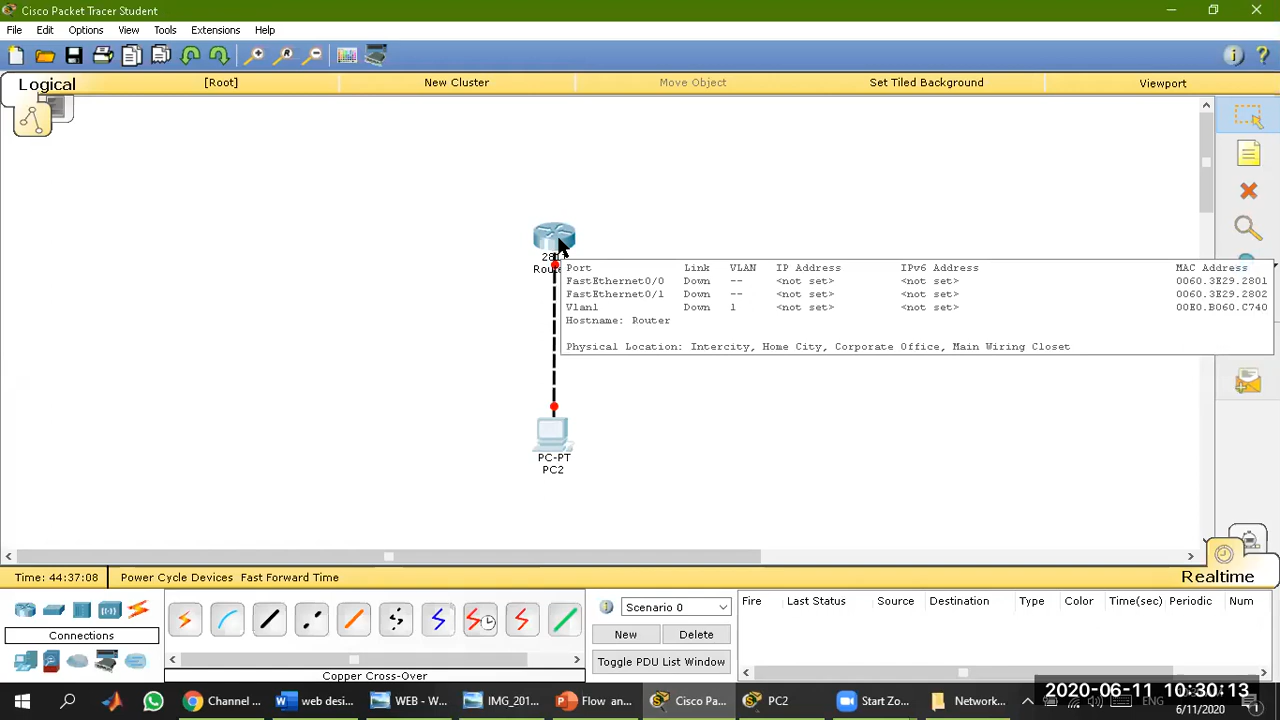 Cisco Packet Tracer Student
File Edit Options View Tools Extensions Help
Logical [Root] New Cluster Move Object Set Tiled Background Viewport
Port Link VLAN IP Address IPv6 Address MAC Address
FastEthernet0/0 Down -- <not set> <not set> 0060.3E29.2801
FastEthernet0/1 Down -- <not set> <not set> 0060.3E29.2802
Vlan1 Down 1 <not set> <not set> 00E0.B060.C740
Hostname: Router
Physical Location: Intercity, Home City, Corporate Office, Main Wiring Closet
PC-PT
PC2
Time: 44:37:08 Power Cycle Devices Fast Forward Time Realtime
Scenario 0
Fire Last Status Source Destination Type Color Time(sec) Periodic Num
Connections
New Delete
Toggle PDU List Window
Copper Cross-Over
Channel ... web desi... WEB - W... IMG_201... Flow an... Cisco Pa... PC2 Start Zo... Network... ENG
2020-06-11 10:30:13
6/11/2020